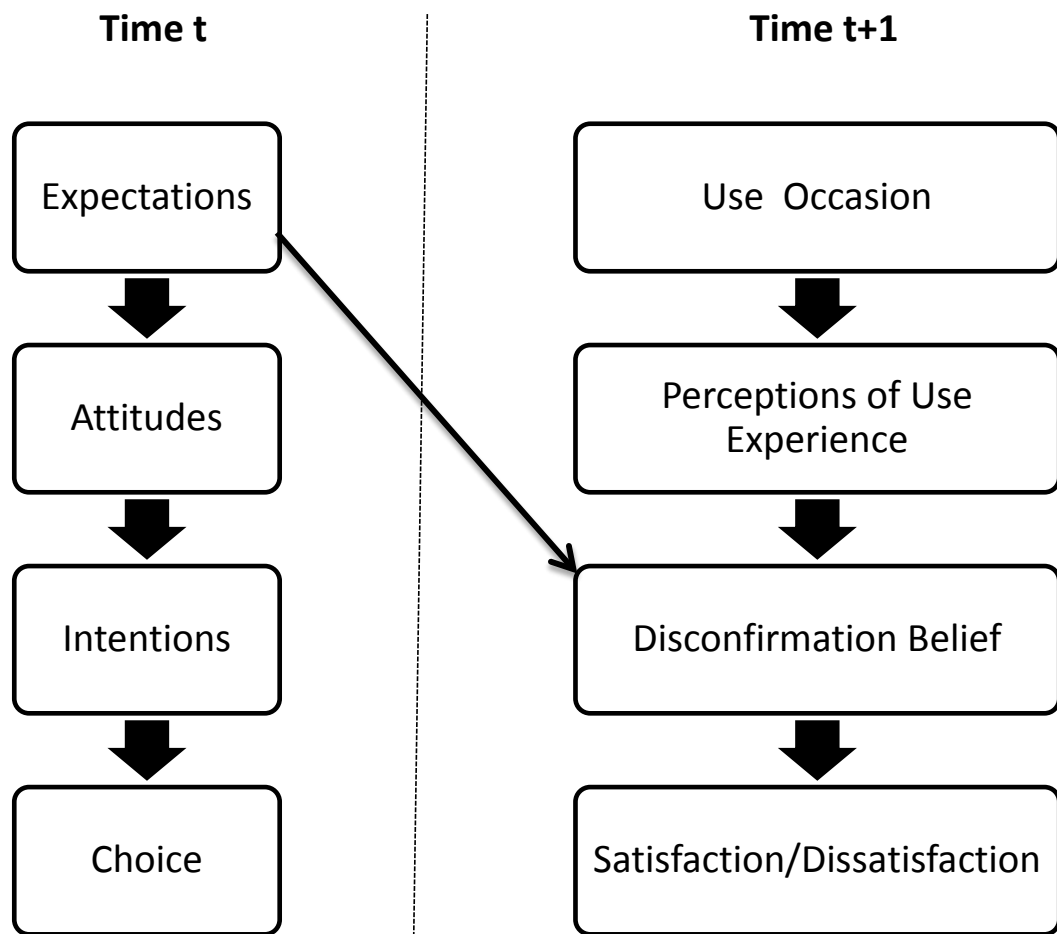 Time t
Expectations
Attitudes
Intentions
Choice
Time t+1
Use Occasion
Perceptions of Use
Experience
Disconfirmation Belief
Satisfaction/Dissatisfaction